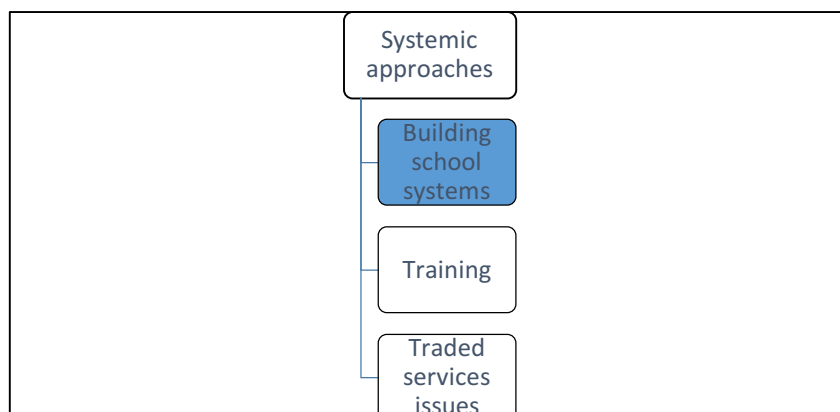 Systemic
approaches
Building
school
systems
Training
Traded
services
issues